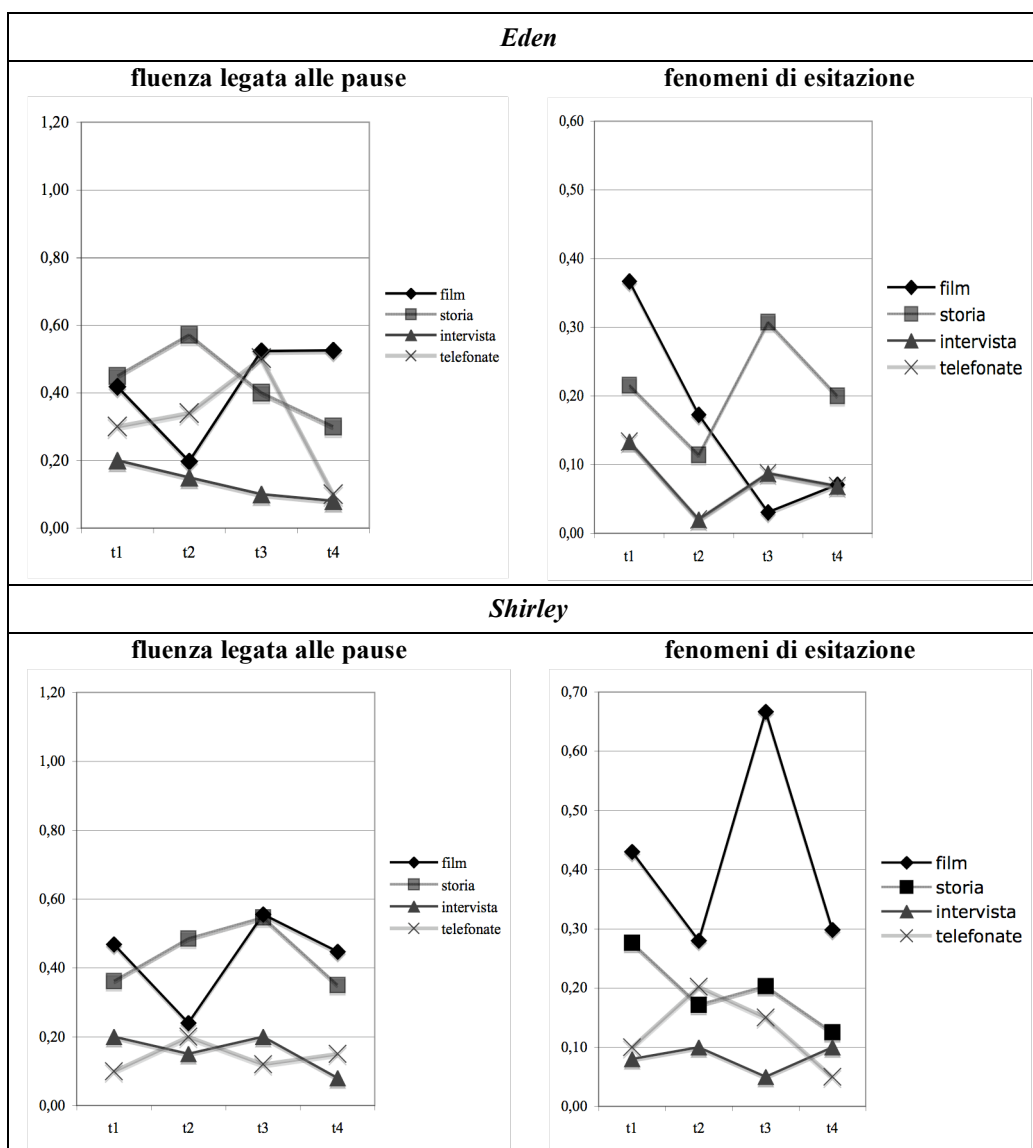 Eden
fluenza legata alle pause
fenomeni di esitazione
1,20
1,00
0,80
0,60
0,40
0,20
0,00
t1 t2 t3 t4
film
storia
intervista
telefonate
0,60
0,50
0,40
0,30
0,20
0,10
0,00
t1 t2 t3 t4
film
storia
intervista
telefonate
Shirley
fluenza legata alle pause
fenomeni di esitazione
1,20
1,00
0,80
0,60
0,40
0,20
0,00
t1 t2 t3 t4
film
storia
intervista
telefonate
0,70
0,60
0,50
0,40
0,30
0,20
0,10
0,00
t1 t2 t3 t4
film
storia
intervista
telefonate